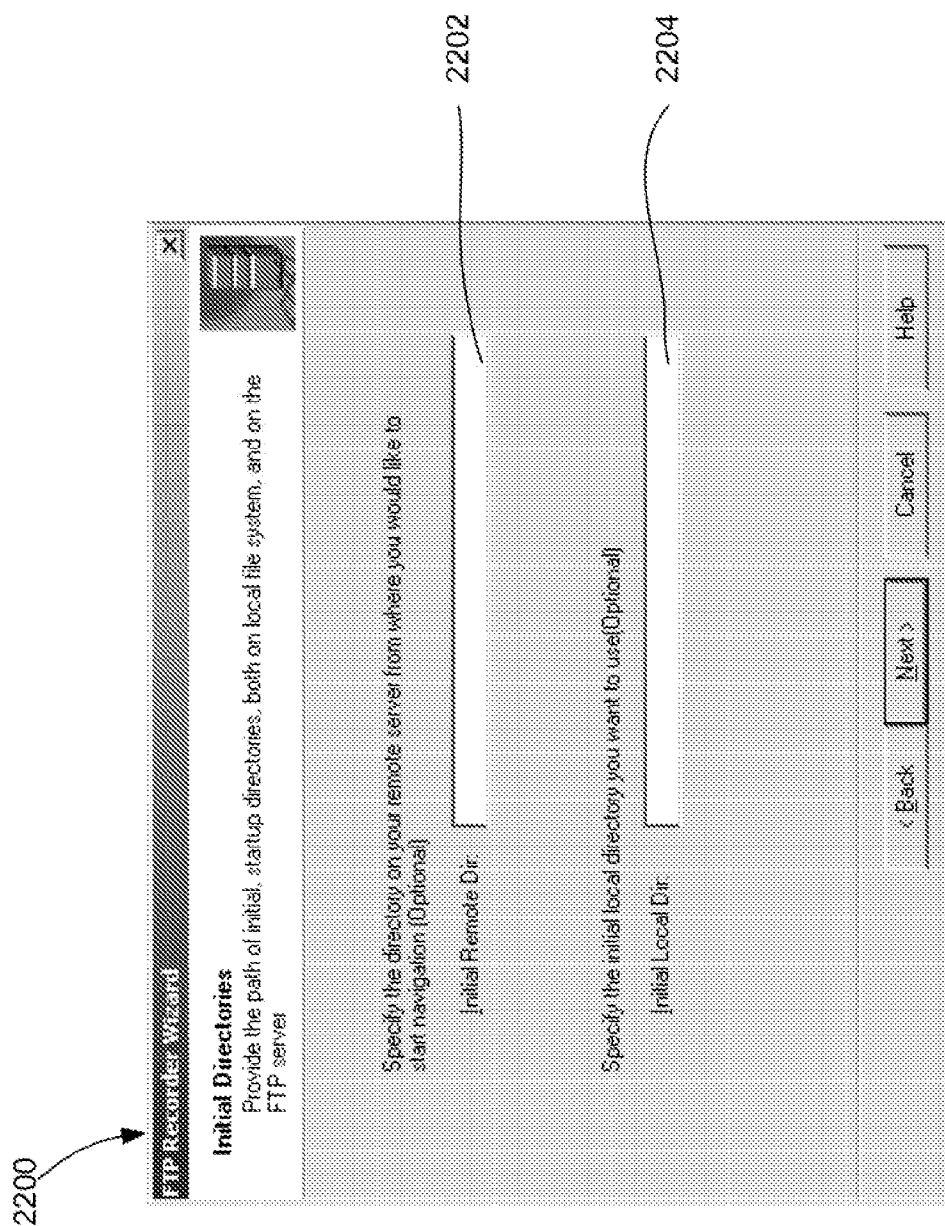 2200
FTP Recorder Wizard
Initial Directories
Provide the path of initial, startup directories, both on local file system, and on the
FTP server
Specify the directory on your remote server from where you would like to
start navigation (Optional)
Initial Remote Dir:
2202
Specify the initial local directory you want to use(Optional)
Initial Local Dir:
2204
< Back
Next >
Cancel
Help